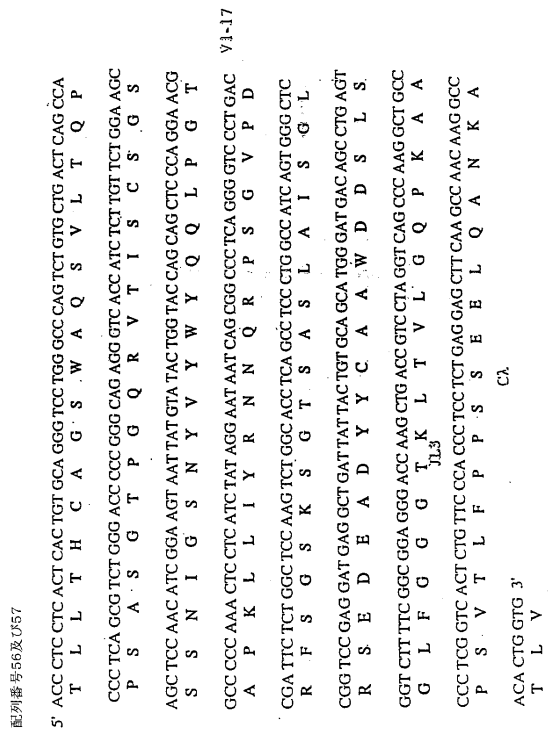 配列番号56及び57
5' ACC CTC CTC ACT CAC TGT GCA GGG TCC TGG GCC CAG TCT GTG CTG ACT CAG CCA
T L L T H C A G S W A Q S V L T Q P
CCC TCA GCG TCT GGG ACC CCC GGG CAG AGG GTC ACC ATC TCT TGT TCT GGA AGC
P S A S G T P G Q R V T I S C S G S
AGC TCC AAC ATC GGA AGT AAT TAT GTA TAC TGG TAC CAG CAG CTC CCA GGA ACG
S S N I G S N Y V Y W Y Q Q L P G T
GCC CCC AAA CTC CTC ATC TAT AGG AAT AAT CAG CGG CCC TCA GGG GTC CCT GAC
A P K L L I Y R N N Q R P S G V P D
V1-17
CGA TTC TCT GGC TCC AAG TCT GGC ACC TCA GCC TCC CTG GCC ATC AGT GGG CTC
R F S G S K S G T S A S L A I S G L
CGG TCC GAG GAT GAG GCT GAT TAT TAC TGT GCA GCA TGG GAT GAC AGC CTG AGT
R S E D E A D Y Y C A A W D D S L S
GGT CTT TTC GGC GGA GGG ACC AAG CTG ACC GTC CTA GGT CAG CCC AAG GCT GCC
G L F G G G T K L T V L G Q P K A A
JL3
CCC TCG GTC ACT CTG TTC CCA CCC TCC TCT GAG GAG CTT CAA GCC AAC AAG GCC
P S V T L F P P S S E E L Q A N K A
Cλ
ACA CTG GTG 3'
T L V